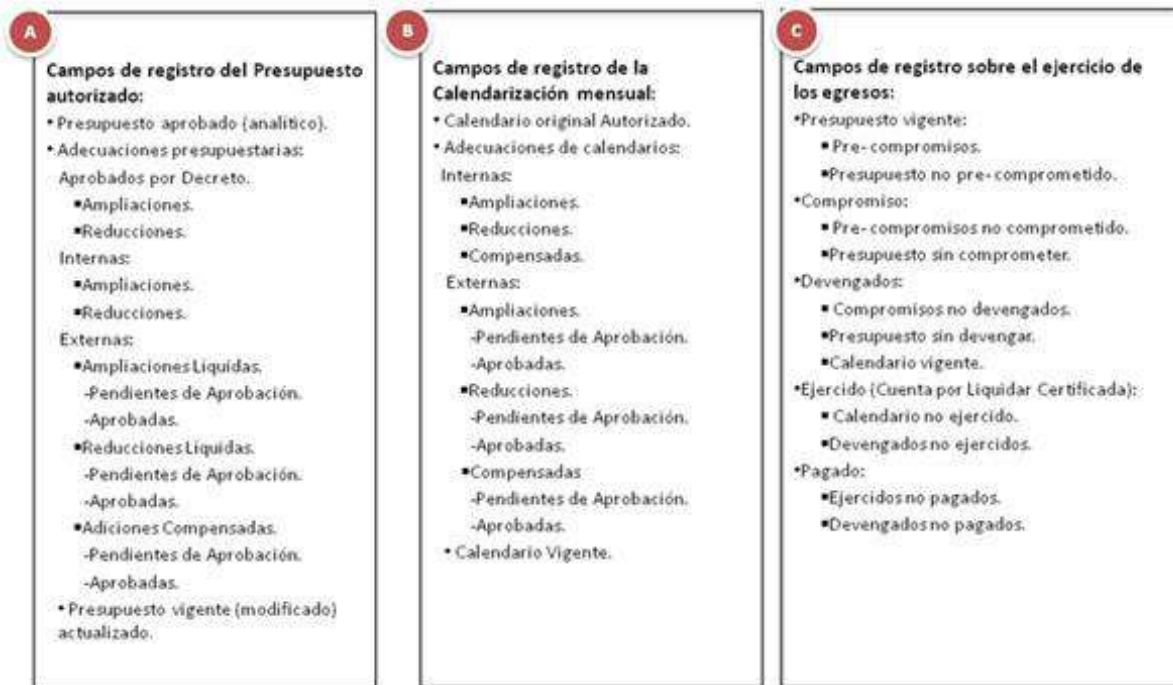 A
Campos de registro del Presupuesto
autorizado:
• Presupuesto aprobado (analítico).
• Adecuaciones presupuestarias:
Aprobados por Decreto.
▪Ampliaciones.
▪Reducciones.
Internas:
▪Ampliaciones.
▪Reducciones.
Externas:
▪Ampliaciones Liquidas.
-Pendientes de Aprobación.
-Aprobadas.
▪Reducciones Líquidas.
-Pendientes de Aprobación.
-Aprobadas.
▪Adiciones Compensadas.
-Pendientes de Aprobación.
-Aprobadas.
• Presupuesto vigente (modificado)
actualizado.
B
Campos de registro de la
Calendarización mensual:
• Calendario original Autorizado.
• Adecuaciones de calendarios:
Internas:
▪Ampliaciones.
▪Reducciones.
▪Compensadas.
Externas:
▪Ampliaciones.
-Pendientes de Aprobación.
-Aprobadas.
▪Reducciones.
-Pendientes de Aprobación.
-Aprobadas.
▪Compensadas
-Pendientes de Aprobación.
-Aprobadas.
• Calendario Vigente.
C
Campos de registro sobre el ejercicio de
los egresos:
•Presupuesto vigente:
▪ Pre-compromisos.
▪Presupuesto no pre-comprometido.
•Compromiso:
▪ Pre-compromisos no comprometido.
▪Presupuesto sin comprometer.
•Devengados:
▪ Compromisos no devengados.
▪Presupuesto sin devengar.
▪Calendario vigente.
•Ejercido (Cuenta por Liquidar Certificada):
▪ Calendario no ejercido.
▪Devengados no ejercidos.
•Pagado:
▪Ejercidos no pagados.
▪Devengados no pagados.